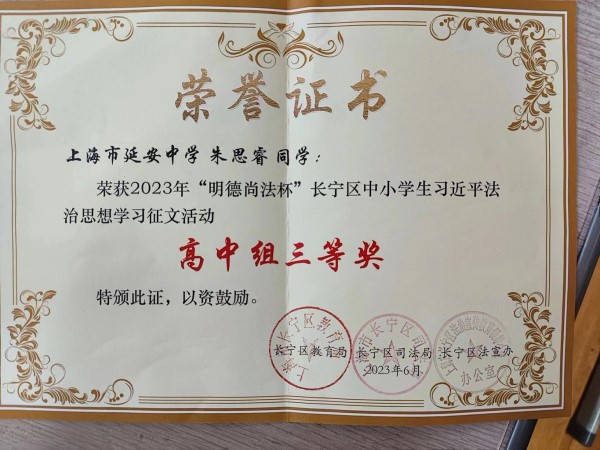 荣誉证书
上海市延安中学 朱思睿 同学：
荣获2023年“明德尚法杯”长宁区中小学生习近平法
治思想学习征文活动
高中组三等奖
特颁此证，以资鼓励。
长宁区教育局 长宁区司法局 长宁区法宣办
办公室
2023年6月